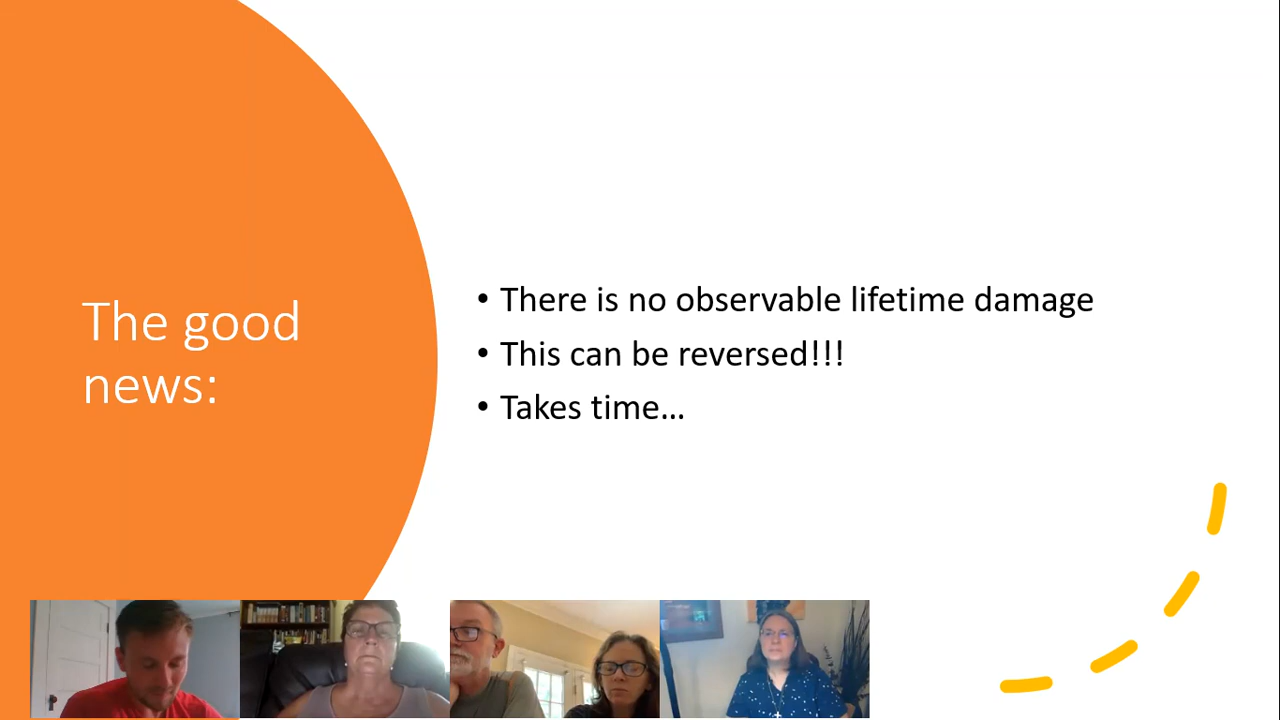 The good
news:
• There is no observable lifetime damage
• This can be reversed!!!
• Takes time…